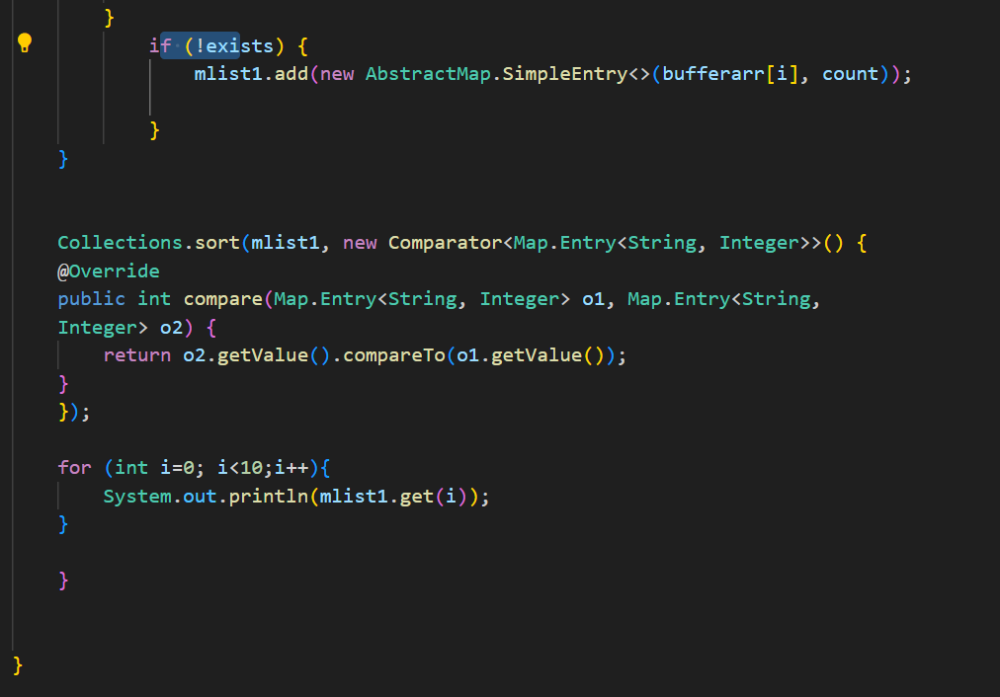 }
if (!exists) {
mlist1.add(new AbstractMap.SimpleEntry<>(bufferarr[i], count));
}
}
Collections.sort(mlist1, new Comparator<Map.Entry<String, Integer>>() {
@Override
public int compare(Map.Entry<String, Integer> o1, Map.Entry<String,
Integer> o2) {
return o2.getValue().compareTo(o1.getValue());
}
});
for (int i=0; i<10;i++){
System.out.println(mlist1.get(i));
}
}
}